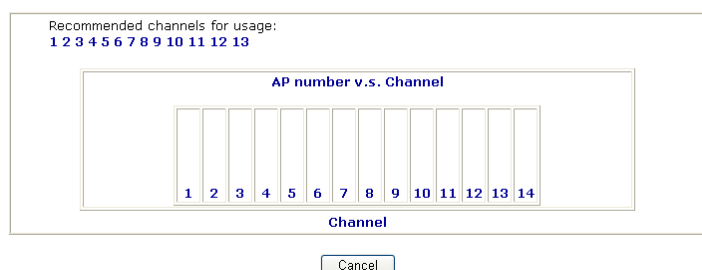 Recommended channels for usage:
1 2 3 4 5 6 7 8 9 10 11 12 13
AP number v.s. Channel
1 2 3 4 5 6 7 8 9 10 11 12 13 14
Channel
Cancel